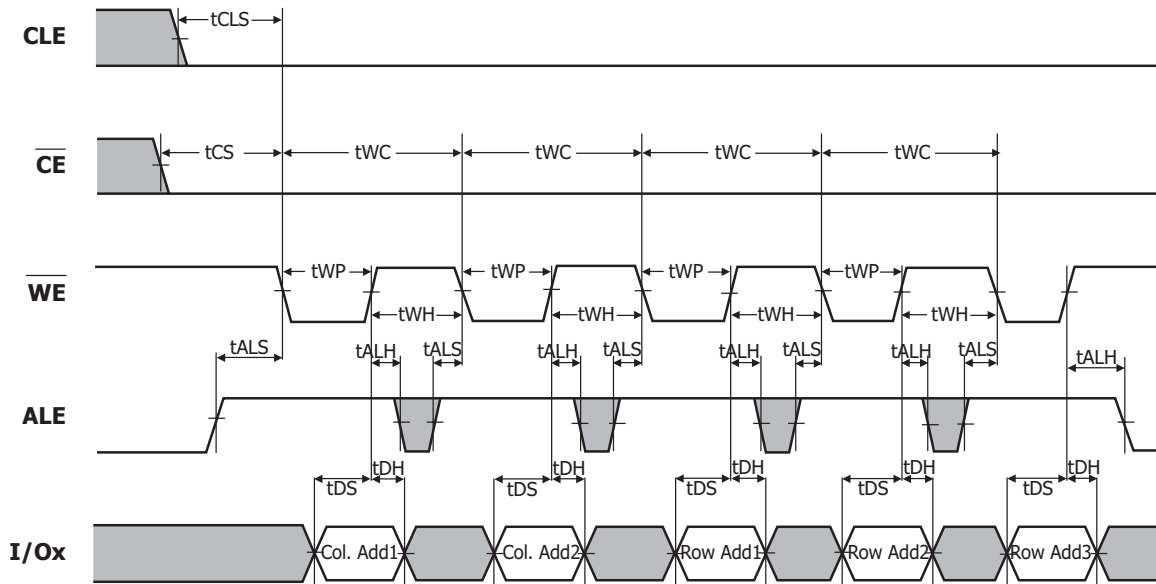 CLE
tCLS
CE
tCS
tWC
tWC
tWC
tWC
WE
tWP
tWP
tWP
tWP
tWH
tWH
tWH
tWH
tALS
tALH
tALS
tALH
tALS
tALH
tALS
tALH
tALS
tALH
ALE
tDS
tDH
tDS
tDH
tDS
tDH
tDS
tDH
tDS
tDH
I/Ox
Col. Add1
Col. Add2
Row Add1
Row Add2
Row Add3